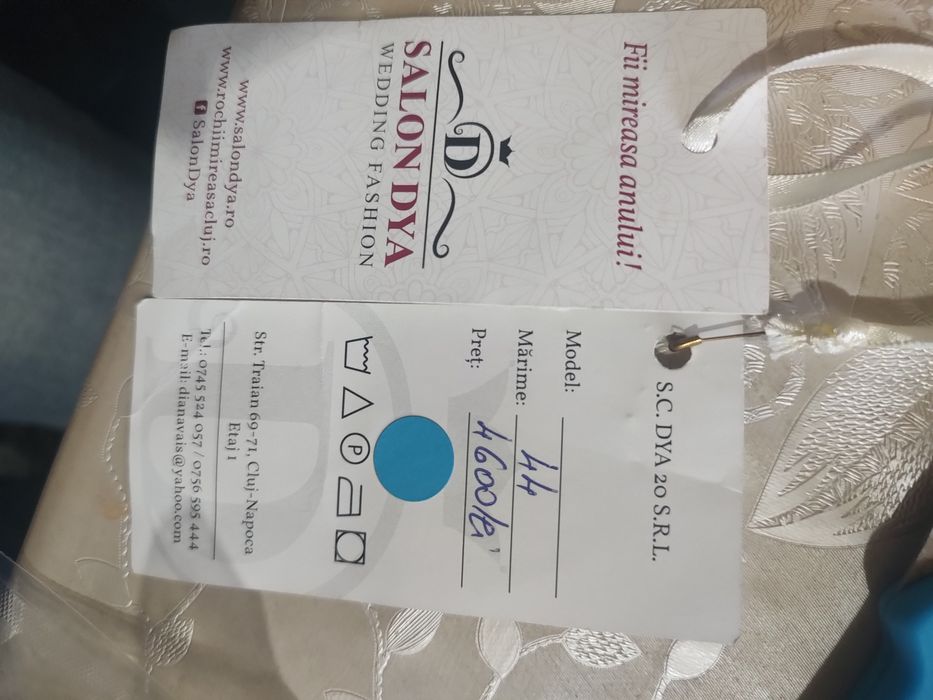 Fii mireasa anului!
D
SALON DYA
WEDDING FASHION
www.salondya.ro
www.rochiimireasacluj.ro
f SalonDya
S.C. DYA 20 S.R.L.
Model:
Mărime: 44
Preț: 4600 lei
P
Str. Traian 69-71, Cluj-Napoca
Etaj 1
Tel.: 0745 524 057 / 0756 595 444
E-mail: dianavais@yahoo.com